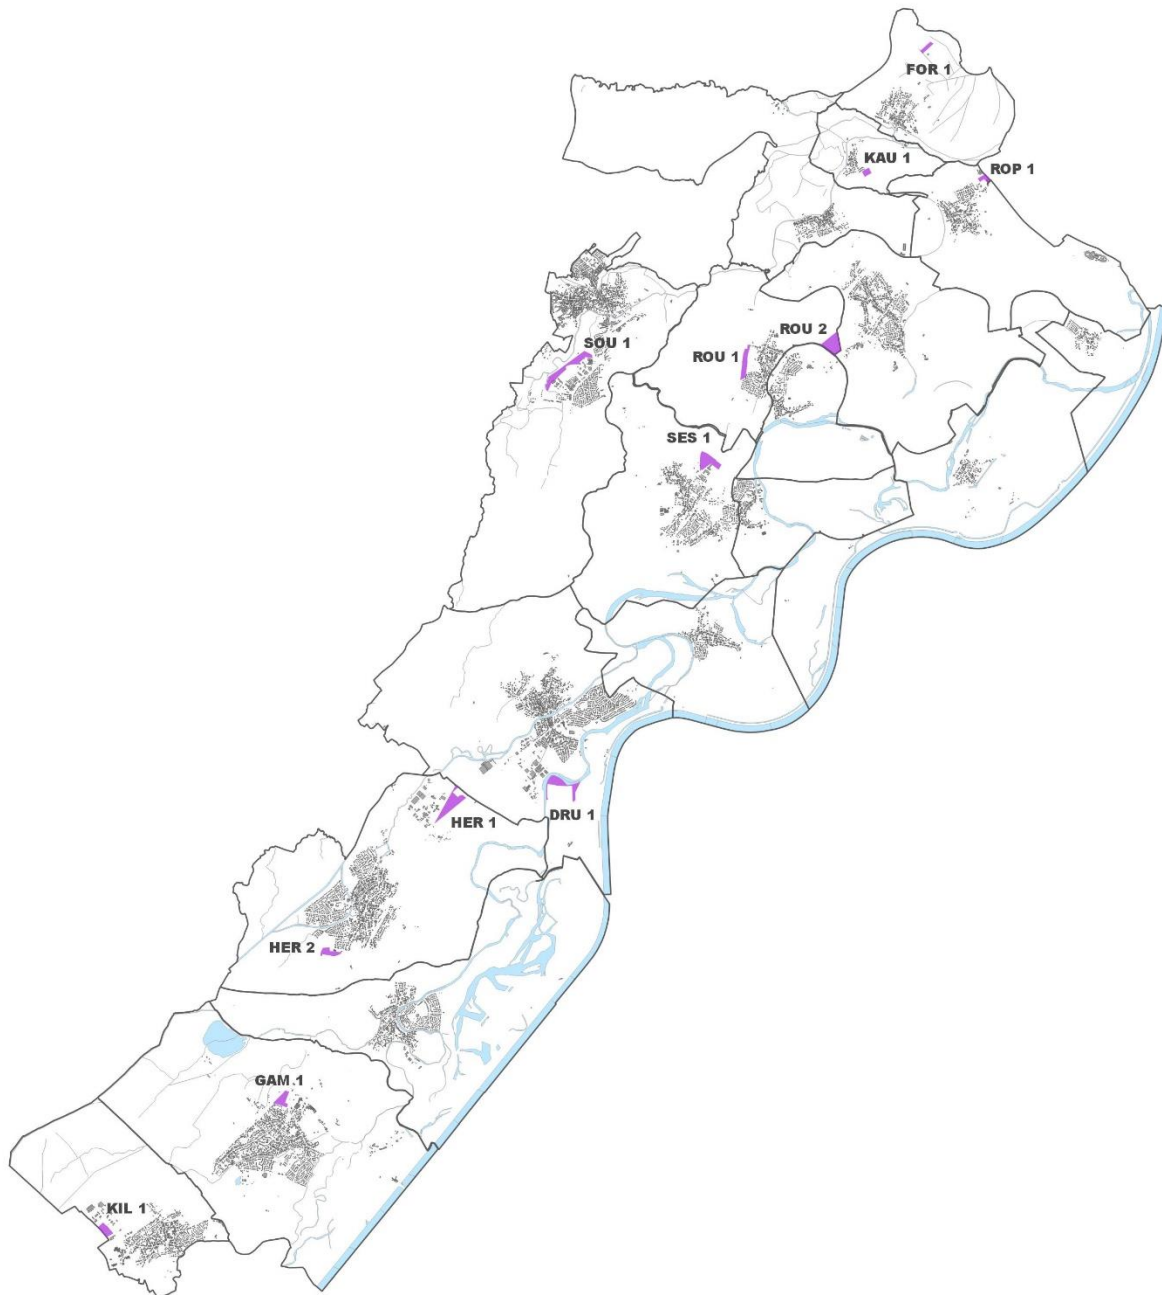 FOR 1
KAU 1
ROP 1
ROU 2
SOU 1
ROU 1
SES 1
DRU 1
HER 1
HER 2
GAM 1
KIL 1